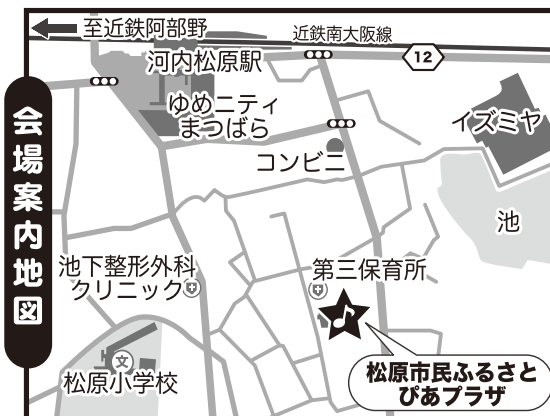 至近鉄阿部野
近鉄南大阪線
12
河内松原駅
ゆめニティ
まつばら
イズミヤ
コンビニ
会場案内地図
池
池下整形外科
クリニック
第三保育所
文
松原小学校
松原市民ふるさと
ぴあプラザ